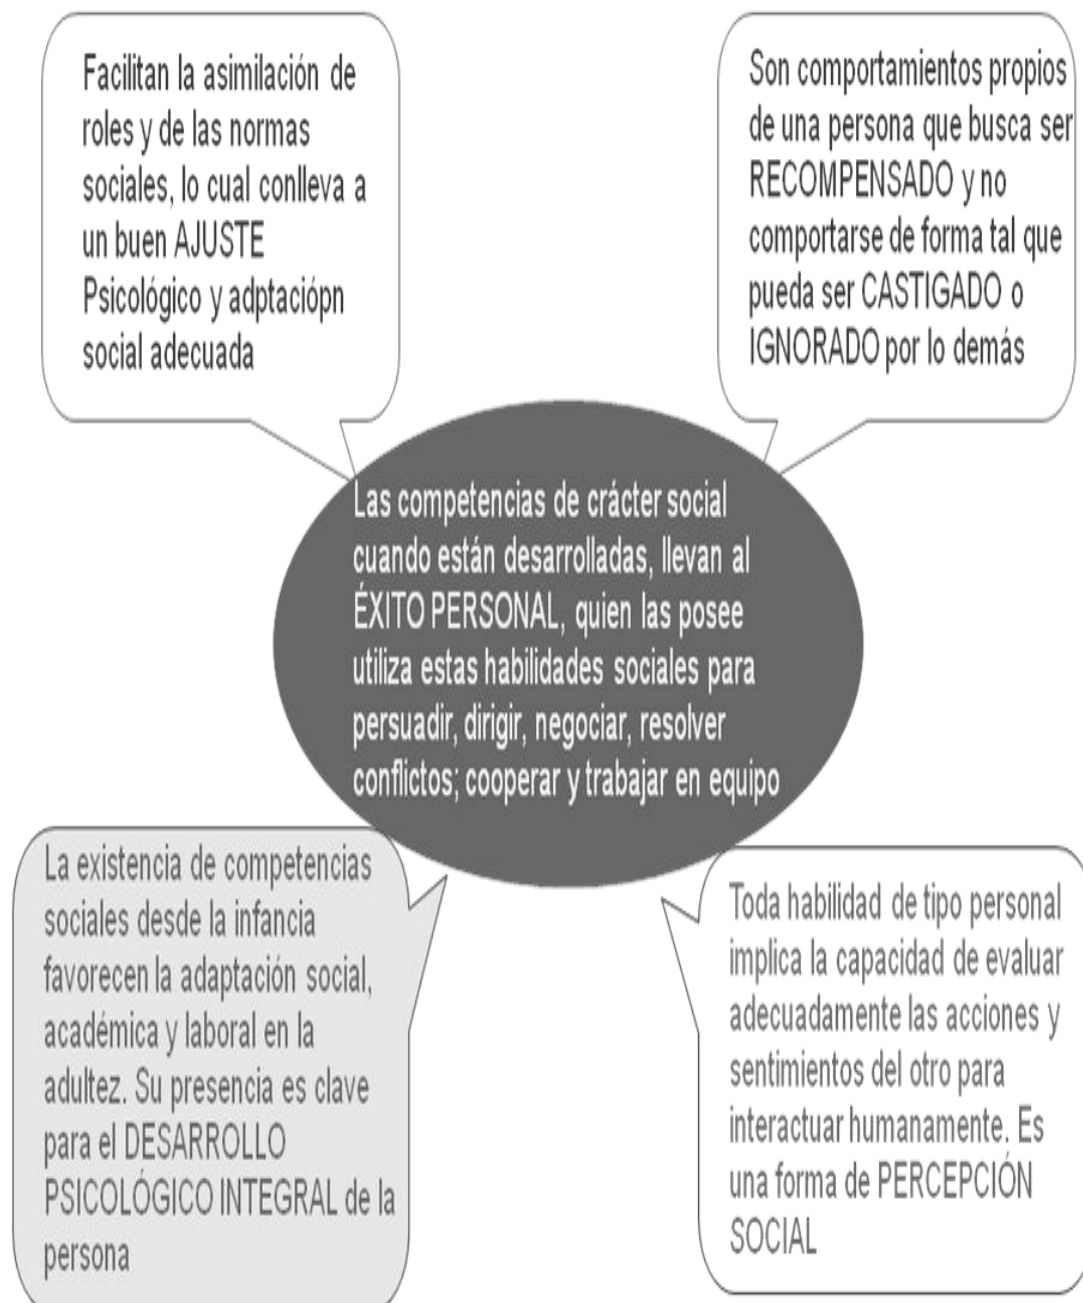 Facilitan la asimilación de
roles y de las normas
sociales, lo cual conlleva a
un buen AJUSTE
Psicológico y adptaciópn
social adecuada
Son comportamientos propios
de una persona que busca ser
RECOMPENSADO y no
comportarse de forma tal que
pueda ser CASTIGADO o
IGNORADO por lo demás
Las competencias de crácter social
cuando están desarrolladas, llevan al
ÉXITO PERSONAL, quien las posee
utiliza estas habilidades sociales para
persuadir, dirigir, negociar, resolver
conflictos; cooperar y trabajar en equipo
La existencia de competencias
sociales desde la infancia
favorecen la adaptación social,
académica y laboral en la
adultez. Su presencia es clave
para el DESARROLLO
PSICOLÓGICO INTEGRAL de la
persona
Toda habilidad de tipo personal
implica la capacidad de evaluar
adecuadamente las acciones y
sentimientos del otro para
interactuar humanamente. Es
una forma de PERCEPCIÓN
SOCIAL